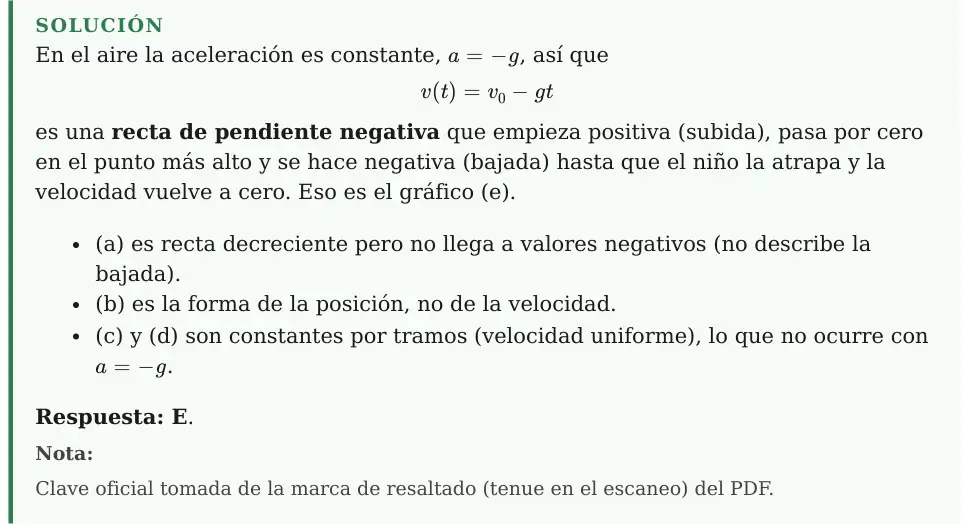 SOLUCIÓN
En el aire la aceleración es constante, a = −g, así que
v(t) = v₀ − gt
es una recta de pendiente negativa que empieza positiva (subida), pasa por cero
en el punto más alto y se hace negativa (bajada) hasta que el niño la atrapa y la
velocidad vuelve a cero. Eso es el gráfico (e).
• (a) es recta decreciente pero no llega a valores negativos (no describe la
bajada).
• (b) es la forma de la posición, no de la velocidad.
• (c) y (d) son constantes por tramos (velocidad uniforme), lo que no ocurre con
a = −g.
Respuesta: E.
Nota:
Clave oficial tomada de la marca de resaltado (tenue en el escaneo) del PDF.